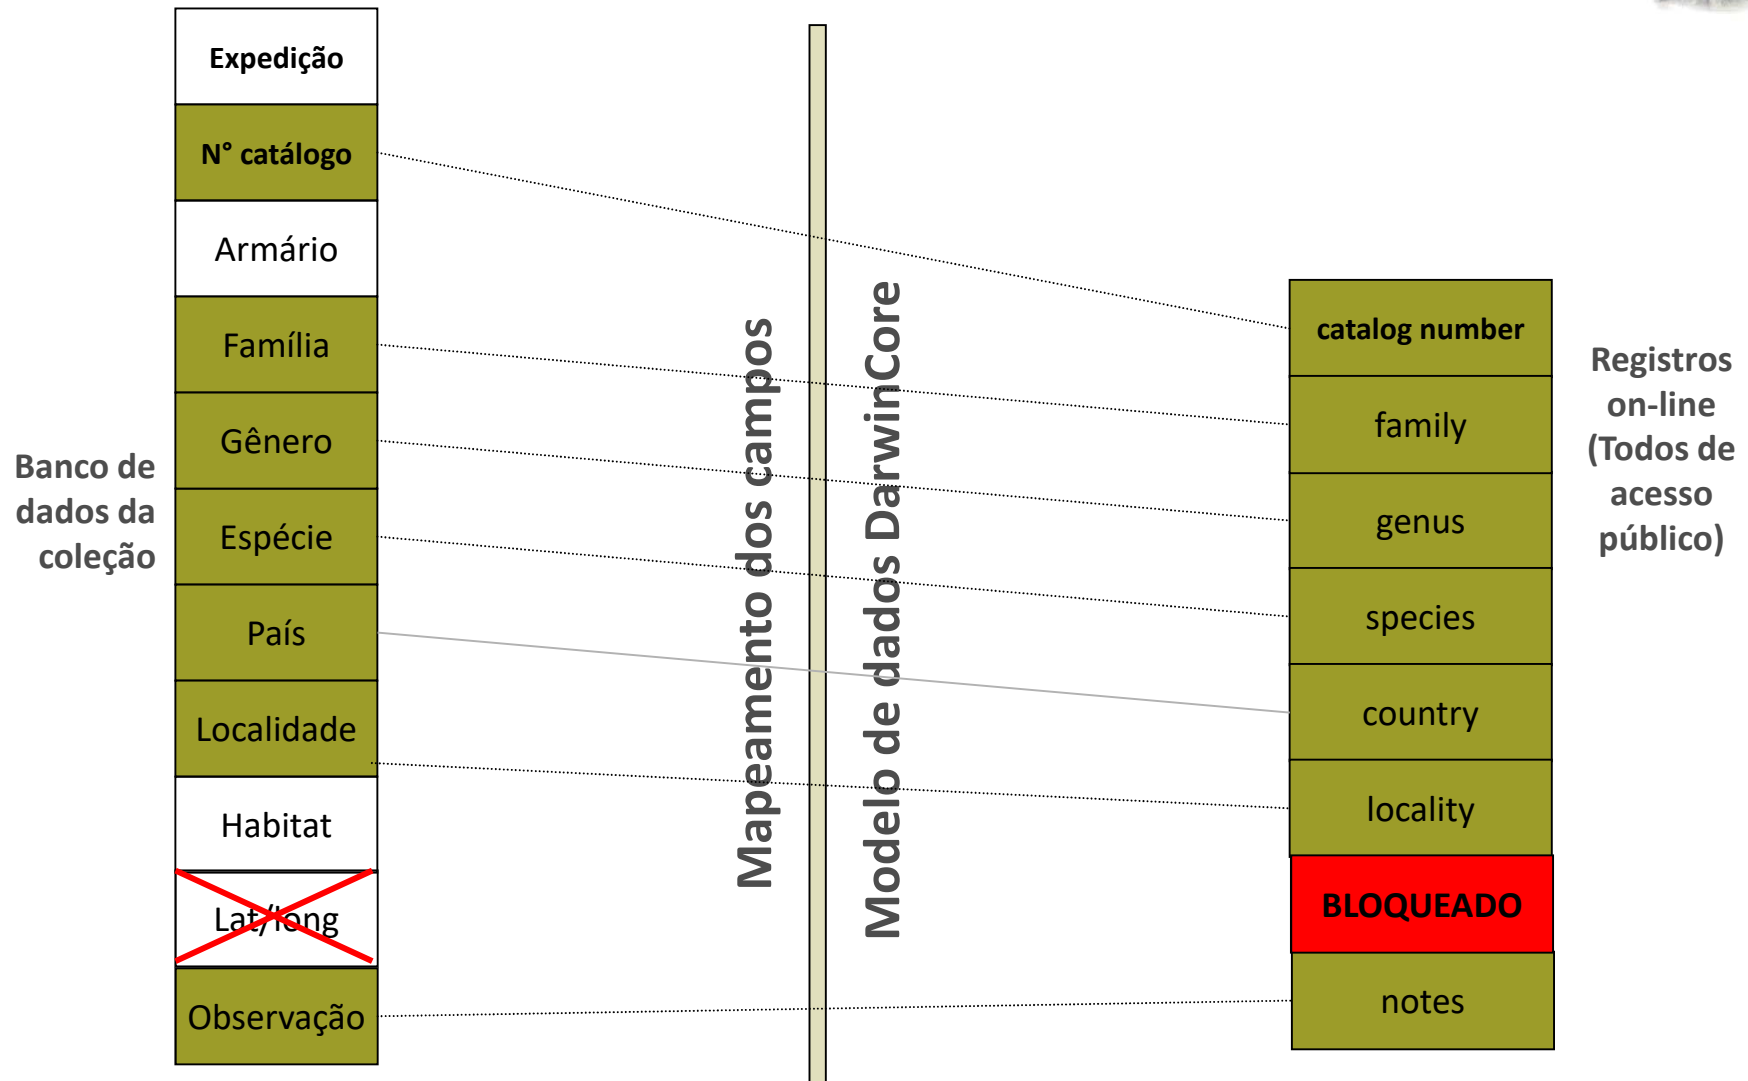 Banco de
dados da
coleção
Expedição
N° catálogo
Armário
Família
Gênero
Espécie
País
Localidade
Habitat
Lat/long
Observação
Mapeamento dos campos
Modelo de dados DarwinCore
catalog number
family
genus
species
country
locality
BLOQUEADO
notes
Registros
on-line
(Todos de
acesso
público)